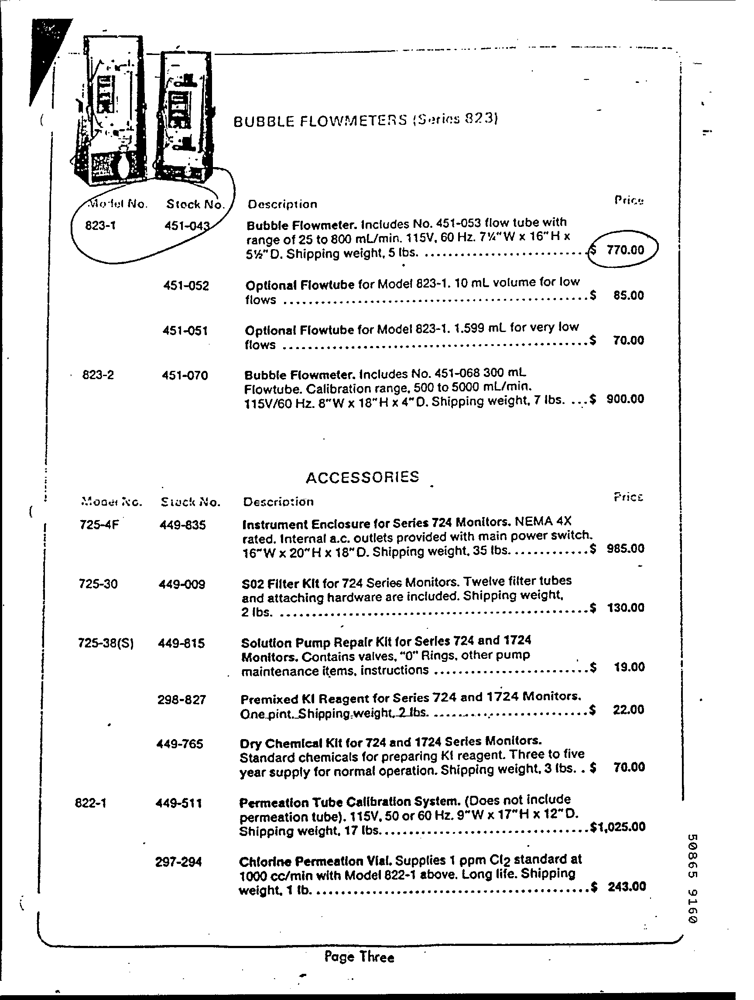 BUBBLE FLOWMETERS (Series 823)
Model No. Stock No. Description Price
823-1 451-043 Bubble Flowmeter. Includes No. 451-053 flow tube with
range of 25 to 800 mL/min. 115V, 60 Hz. 7¼"W x 16"H x
5½"D. Shipping weight, 5 lbs. ........................$ 770.00
451-052 Optional Flowtube for Model 823-1. 10 mL volume for low
flows .............................................$ 85.00
451-051 Optional Flowtube for Model 823-1. 1.599 mL for very low
flows .............................................$ 70.00
823-2 451-070 Bubble Flowmeter. Includes No. 451-068 300 mL
Flowtube. Calibration range, 500 to 5000 mL/min.
115V/60 Hz. 8"W x 18"H x 4"D. Shipping weight, 7 lbs. ...$ 900.00
ACCESSORIES
Model No. Stock No. Description Price
725-4F 449-835 Instrument Enclosure for Series 724 Monitors. NEMA 4X
rated. Internal a.c. outlets provided with main power switch.
16"W x 20"H x 18"D. Shipping weight, 35 lbs. ............$ 985.00
725-30 449-009 S02 Filter Kit for 724 Series Monitors. Twelve filter tubes
and attaching hardware are included. Shipping weight,
2 lbs. .............................................$ 130.00
725-38(S) 449-815 Solution Pump Repair Kit for Series 724 and 1724
Monitors. Contains valves, "0" Rings, other pump
maintenance items, instructions .......................$ 19.00
298-827 Premixed KI Reagent for Series 724 and 1724 Monitors.
One pint. Shipping weight, 2 lbs. .......................$ 22.00
449-765 Dry Chemical Kit for 724 and 1724 Series Monitors.
Standard chemicals for preparing KI reagent. Three to five
year supply for normal operation. Shipping weight, 3 lbs. . . $ 70.00
822-1 449-511 Permeation Tube Calibration System. (Does not include
permeation tube). 115V, 50 or 60 Hz. 9"W x 17"H x 12"D.
Shipping weight, 17 lbs. ..............................$1,025.00
297-294 Chlorine Permeation Vial. Supplies 1 ppm Cl2 standard at
1000 cc/min with Model 822-1 above. Long life. Shipping
weight, 1 lb. ........................................$ 243.00
50865 9160
Page Three